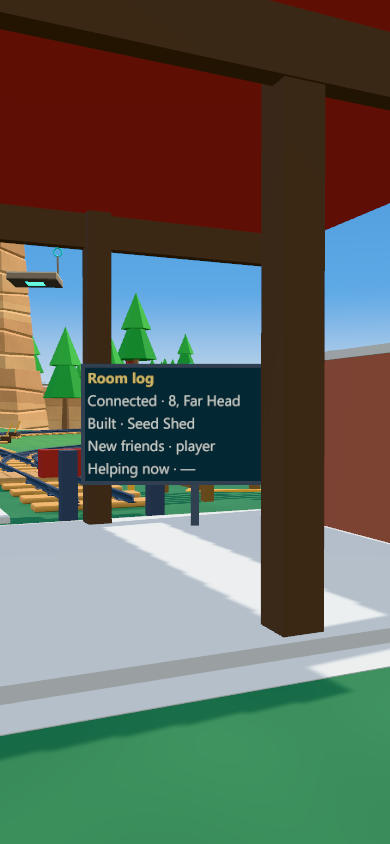 Room log
Connected · 8, Far Head
Built · Seed Shed
New friends · player
Helping now · —